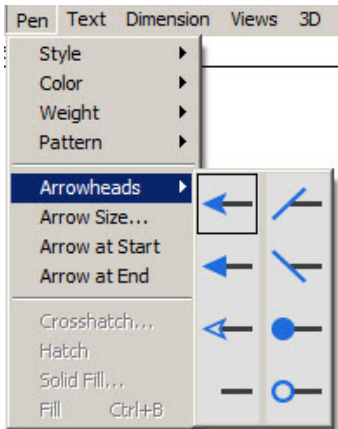 Pen Text Dimension Views 3D
Style
Color
Weight
Pattern
Arrowheads
Arrow Size...
Arrow at Start
Arrow at End
Crosshatch...
Hatch
Solid Fill...
Fill Ctrl+B